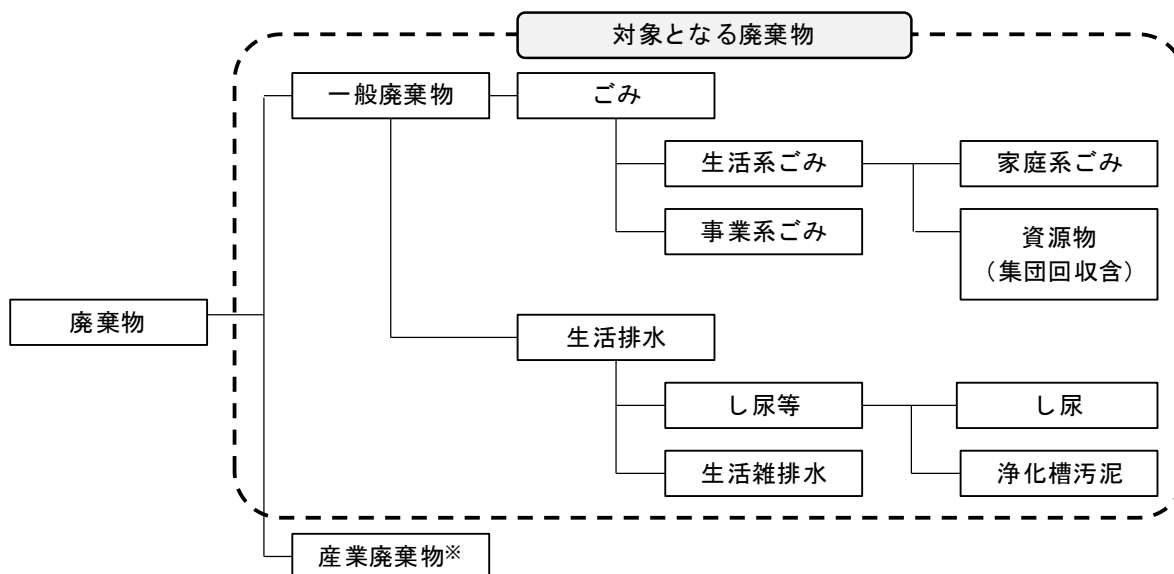 対象となる廃棄物
一般廃棄物
ごみ
生活系ごみ
家庭系ごみ
事業系ごみ
資源物
（集団回収含）
廃棄物
生活排水
し尿等
し尿
生活雑排水
浄化槽汚泥
産業廃棄物※